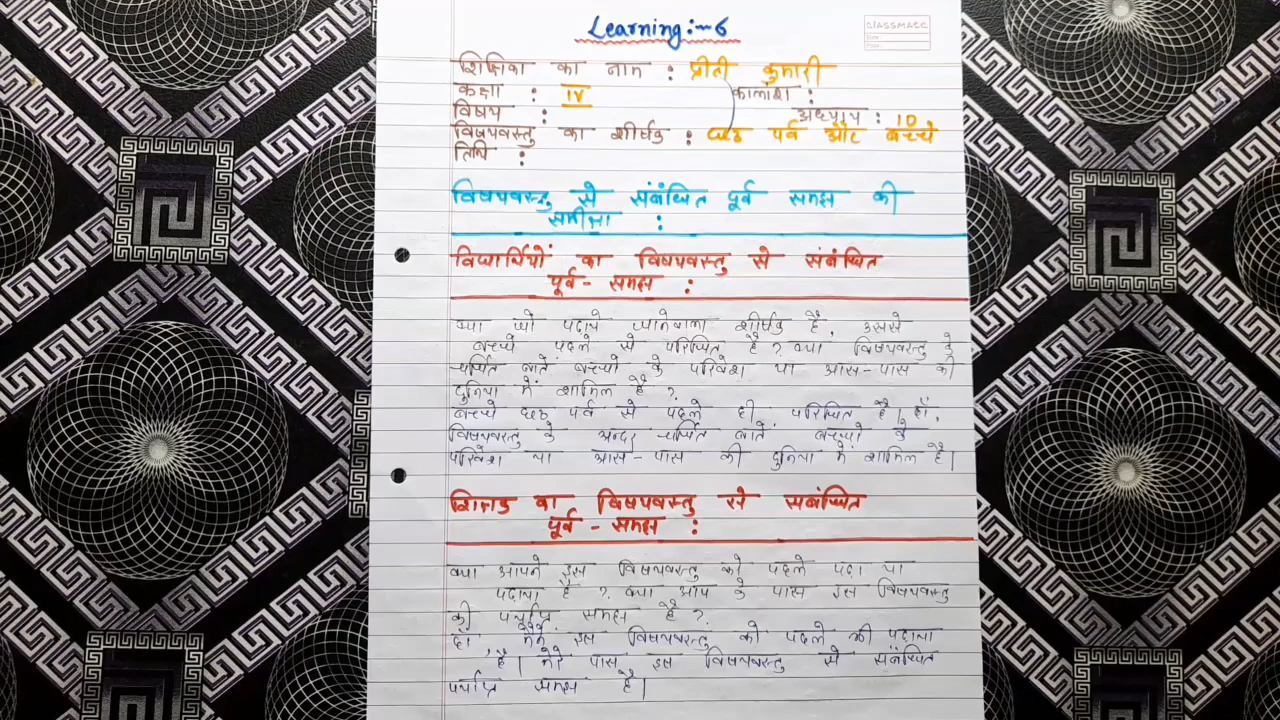 Learning :- 6
CLASSMATE
Date :
Page :
शिक्षिका का नाम : प्रीती कुमारी
कक्षा : IV कालांश :
विषय : अध्याय : 10
विषयवस्तु का शीर्षक : छठ पर्व और बच्चे
तिथि :
विषयवस्तु से संबंधित पूर्व समझ की
समीक्षा :
विद्यार्थियों का विषयवस्तु से संबंधित
पूर्व - समझ :
क्या जो पढ़ाये जानेवाला शीर्षक है, उससे
बच्चे पहले से परिचित है ? क्या विषयवस्तु के
चर्चित बातें बच्चों के परिवेश या आस - पास की
दुनिया में शामिल है ?
बच्चे छठ पर्व से पहले ही परिचित है। हाँ,
विषयवस्तु के अन्दर चर्चित बातें बच्चों के
परिवेश या आस - पास की दुनिया में शामिल है।
शिक्षक का विषयवस्तु से संबंधित
पूर्व - समझ :
क्या आपने इस विषयवस्तु को पहले पढ़ा या
पढ़ाया है ? क्या आप के पास इस विषयवस्तु
की पर्याप्त समझ है ?
हाँ, मैंने इस विषयवस्तु को पहले भी पढ़ाया
है। मेरे पास इस विषयवस्तु से संबंधित
पर्याप्त समझ है।